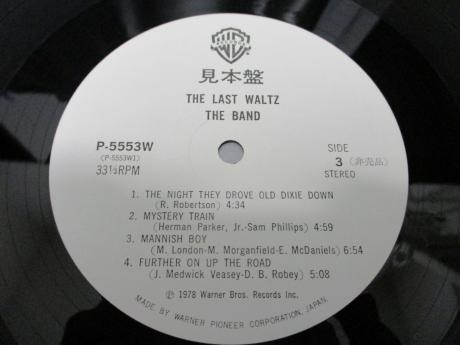 見本盤
THE LAST WALTZ
THE BAND
P-5553W
(P-5553W1)
33⅓RPM
SIDE
3 (非売品)
STEREO
1. THE NIGHT THEY DROVE OLD DIXIE DOWN
(R. Robertson) 4:34
2. MYSTERY TRAIN
(Herman Parker, Jr.-Sam Phillips) 4:59
3. MANNISH BOY
(M. London-M. Morganfield-E. McDaniels) 6:54
4. FURTHER ON UP THE ROAD
(J. Medwick Veasey-D. B. Robey) 5:08
Ⓟ 1978 Warner Bros. Records Inc.
MADE BY WARNER PIONEER CORPORATION, JAPAN.